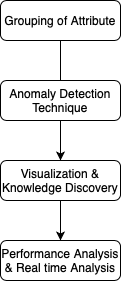 Grouping of Attribute
Anomaly Detection
Technique
Visualization &
Knowledge Discovery
Performance Analysis
& Real time Analysis